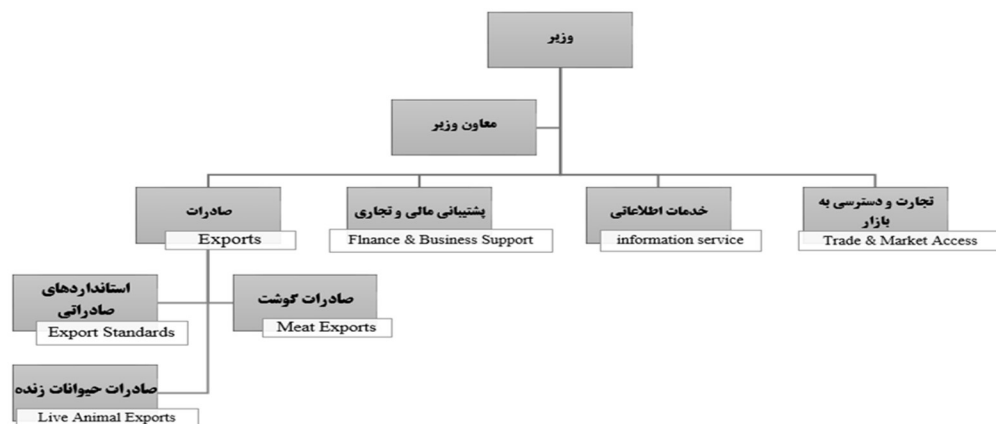 وزیر
معاون وزیر
صادرات
Exports
پشتیبانی مالی و تجاری
FInance & Business Support
خدمات اطلاعاتی
information service
تجارت و دسترسی به
بازار
Trade & Market Access
استانداردهای
صادراتی
Export Standards
صادرات گوشت
Meat Exports
صادرات حیوانات زنده
Live Animal Exports